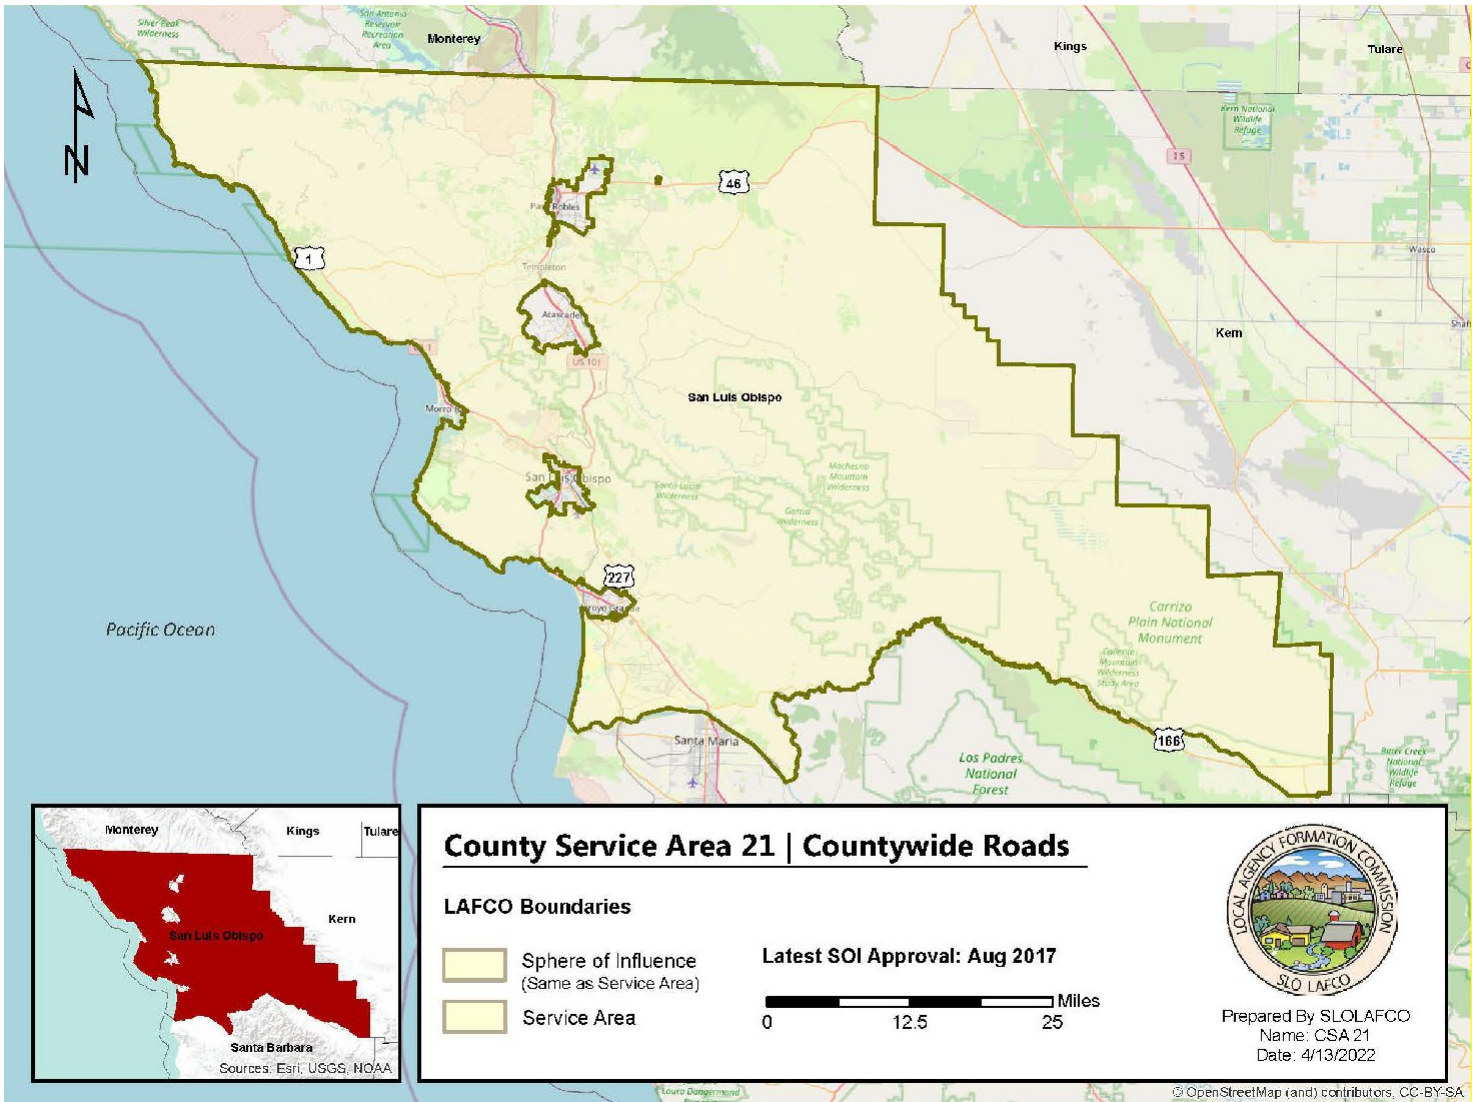 Silver Peak
Wilderness
San Antonio
Reservoir
Recreation
Area
Monterey
Kings
Tulare
Kern National
Wildlife
Refuge
I 5
46
Robles
Wasco
1
Templeton
Kern
US 101
San Luis Obispo
Morro
Machesna
Mountain
Wilderness
San Luis Obispo
Santa Lucia
Wilderness
Garcia
Wilderness
227
Carrizo
Plain National
Monument
Pacific Ocean
Caliente
Mountain
Wilderness
Study Area
166
Santa Maria
Los Padres
National
Forest
Bitter Creek
National
Wildlife
Refuge
Monterey
Kings
Tulare
Kern
San Luis Obispo
Santa Barbara
Sources: Esri, USGS, NOAA
County Service Area 21 | Countywide Roads
LAFCO Boundaries
Sphere of Influence
(Same as Service Area)
Service Area
Latest SOI Approval: Aug 2017
Miles
0 12.5 25
LOCAL AGENCY FORMATION COMMISSION
SLO LAFCO
Prepared By SLOLAFCO
Name: CSA 21
Date: 4/13/2022
N
© OpenStreetMap (and) contributors, CC-BY-SA